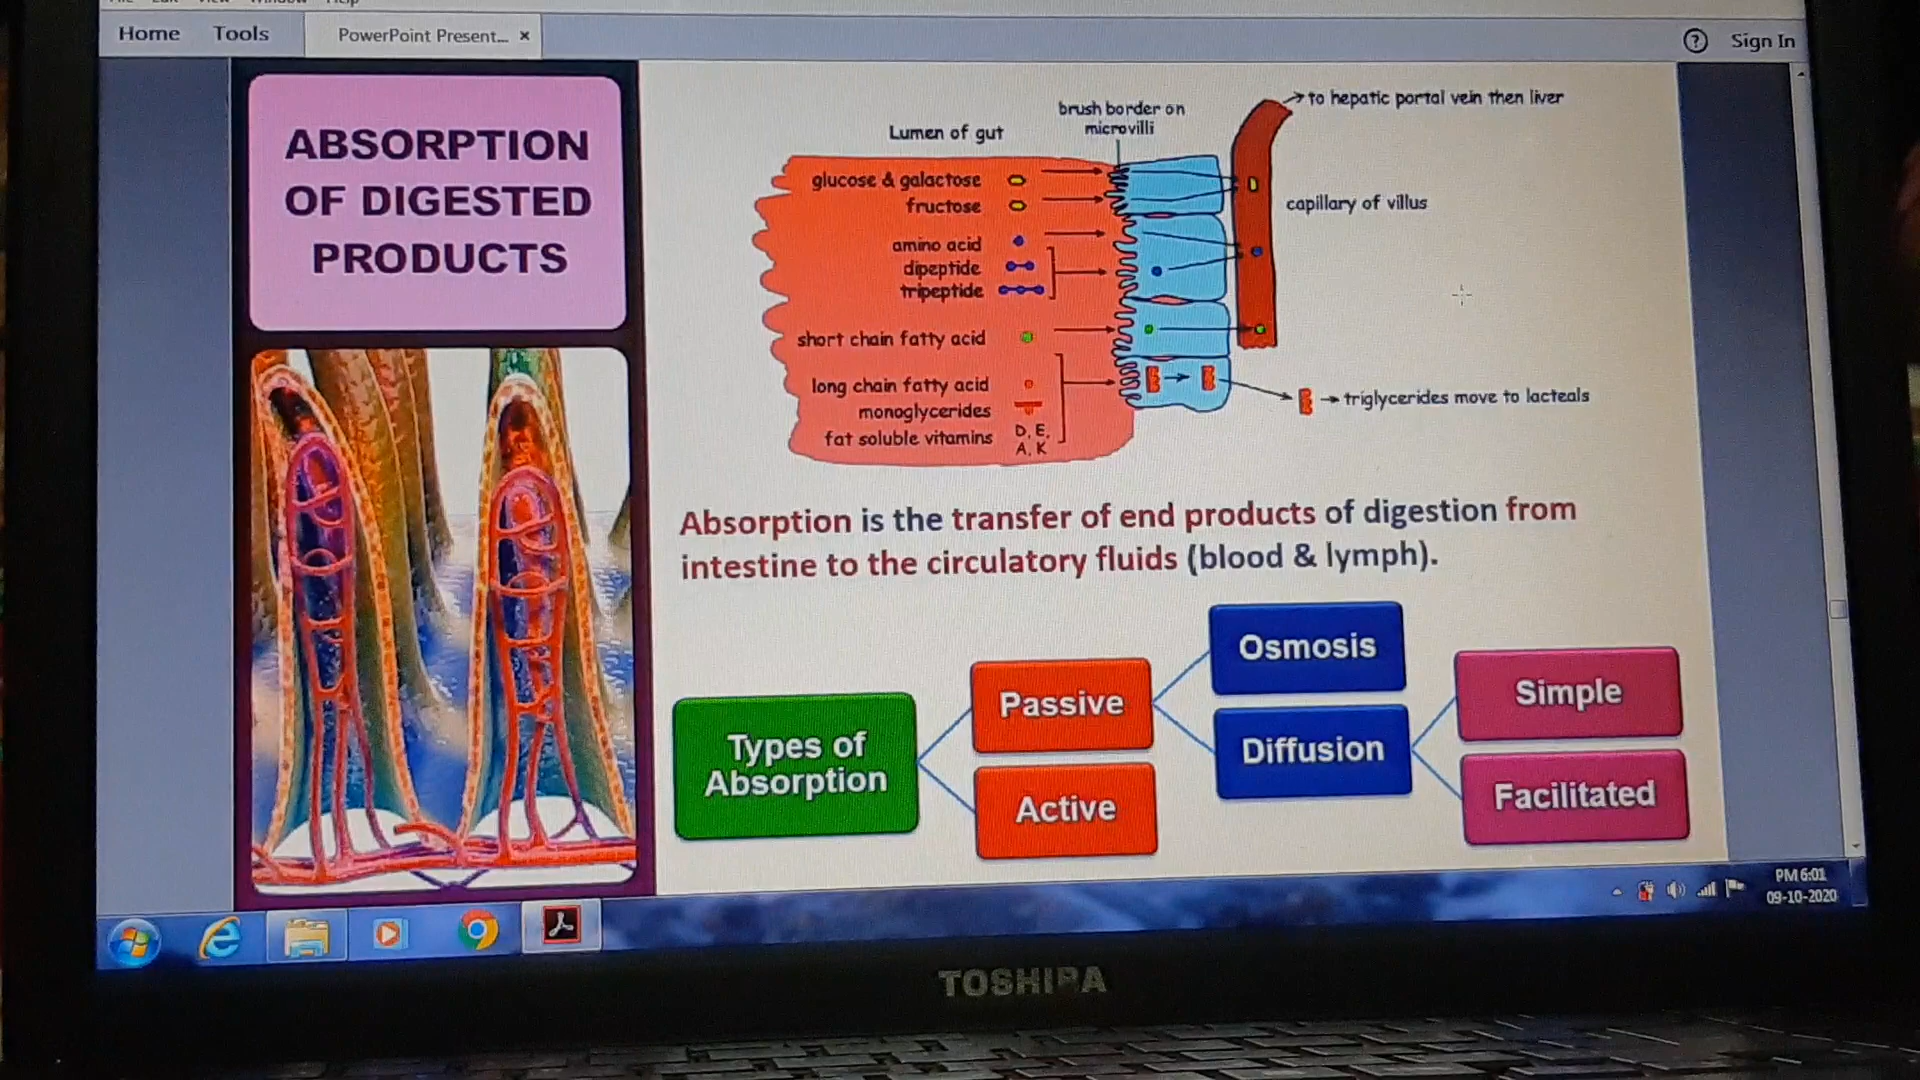 Home Tools PowerPoint Present... × ? Sign In
ABSORPTION
OF DIGESTED
PRODUCTS
Lumen of gut
brush border on
microvilli
to hepatic portal vein then liver
glucose & galactose
fructose
capillary of villus
amino acid
dipeptide
tripeptide
short chain fatty acid
long chain fatty acid
monoglycerides
fat soluble vitamins
D, E,
A, K
triglycerides move to lacteals
Absorption is the transfer of end products of digestion from
intestine to the circulatory fluids (blood & lymph).
Types of
Absorption
Passive
Active
Osmosis
Diffusion
Simple
Facilitated
PM 6:01
09-10-2020
TOSHIBA